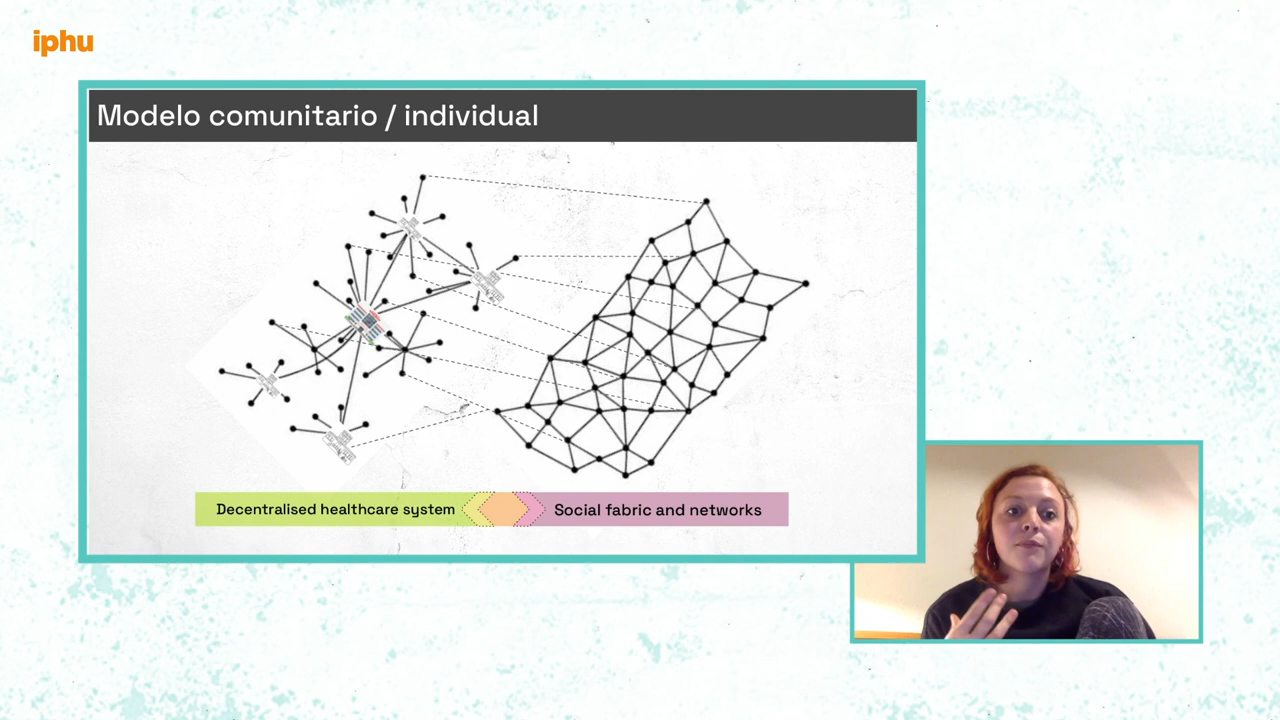 iphu
Modelo comunitario / individual
Decentralised healthcare system
Social fabric and networks